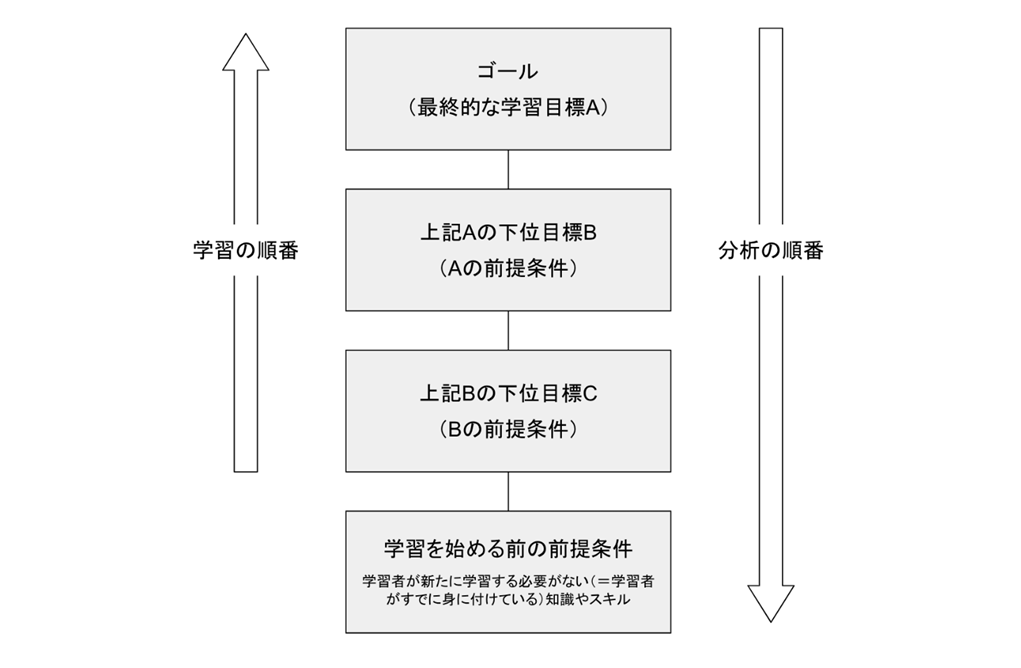 ゴール
（最終的な学習目標A）
上記Aの下位目標B
（Aの前提条件）
学習の順番
分析の順番
上記Bの下位目標C
（Bの前提条件）
学習を始める前の前提条件
学習者が新たに学習する必要がない（＝学習者
がすでに身に付けている）知識やスキル